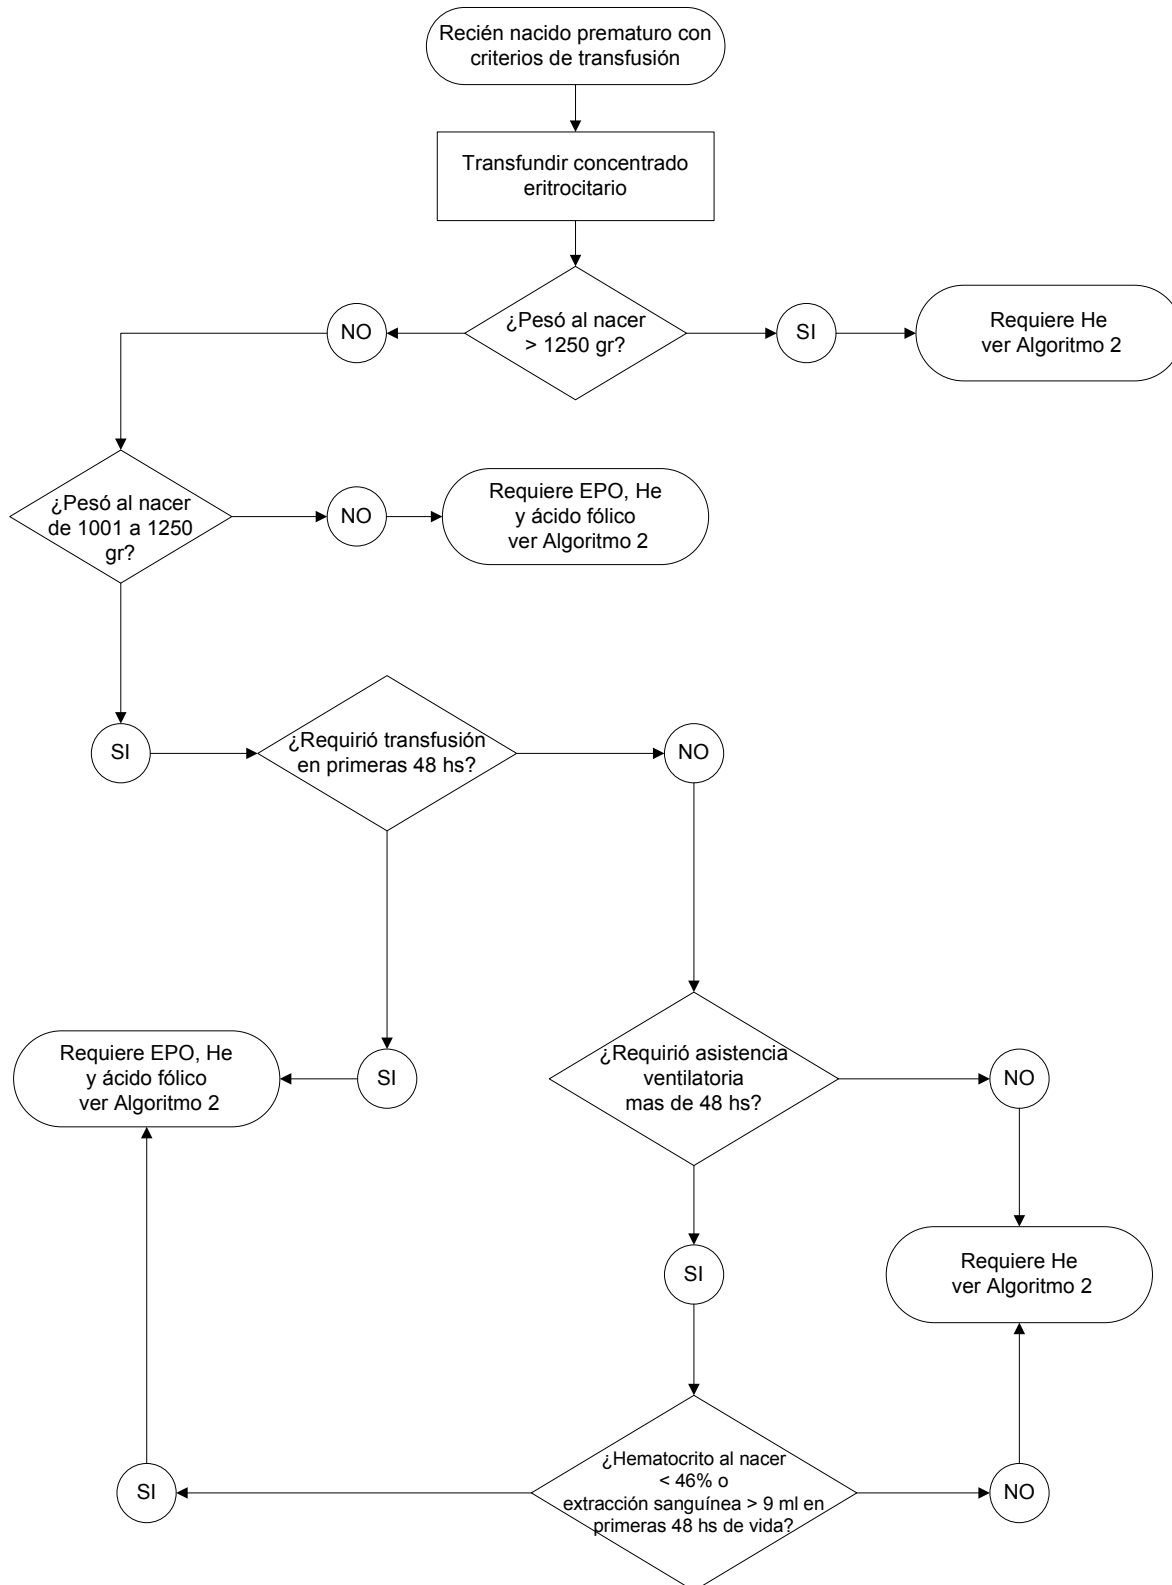 Recién nacido prematuro con
criterios de transfusión
Transfundir concentrado
eritrocitario
¿Pesó al nacer
> 1250 gr?
NO
SI
Requiere He
ver Algoritmo 2
¿Pesó al nacer
de 1001 a 1250
gr?
NO
Requiere EPO, He
y ácido fólico
ver Algoritmo 2
SI
¿Requirió transfusión
en primeras 48 hs?
NO
SI
Requiere EPO, He
y ácido fólico
ver Algoritmo 2
¿Requirió asistencia
ventilatoria
mas de 48 hs?
NO
SI
Requiere He
ver Algoritmo 2
¿Hematocrito al nacer
< 46% o
extracción sanguínea > 9 ml en
primeras 48 hs de vida?
SI
NO